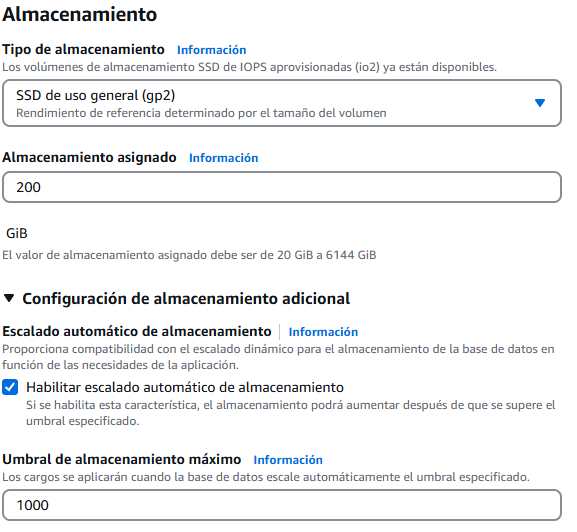 Almacenamiento
Tipo de almacenamiento Información
Los volúmenes de almacenamiento SSD de IOPS aprovisionadas (io2) ya están disponibles.
SSD de uso general (gp2)
Rendimiento de referencia determinado por el tamaño del volumen
Almacenamiento asignado Información
200
GiB
El valor de almacenamiento asignado debe ser de 20 GiB a 6144 GiB
Configuración de almacenamiento adicional
Escalado automático de almacenamiento Información
Proporciona compatibilidad con el escalado dinámico para el almacenamiento de la base de datos en
función de las necesidades de la aplicación.
Habilitar escalado automático de almacenamiento
Si se habilita esta característica, el almacenamiento podrá aumentar después de que se supere el
umbral especificado.
Umbral de almacenamiento máximo Información
Los cargos se aplicarán cuando la base de datos escale automáticamente el umbral especificado.
1000